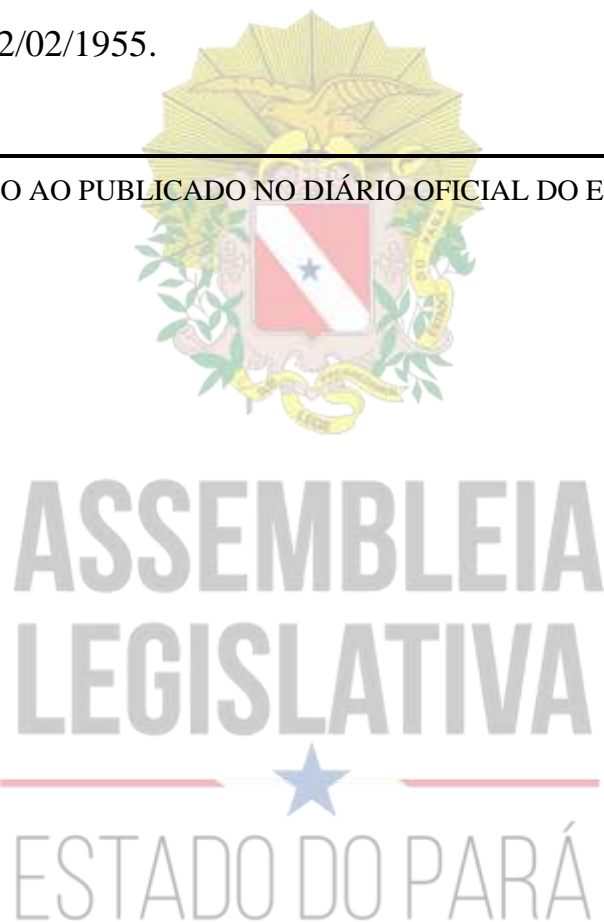 2/02/1955.
O AO PUBLICADO NO DIÁRIO OFICIAL DO E
ASSEMBLEIA
LEGISLATIVA
ESTADO DO PARÁ